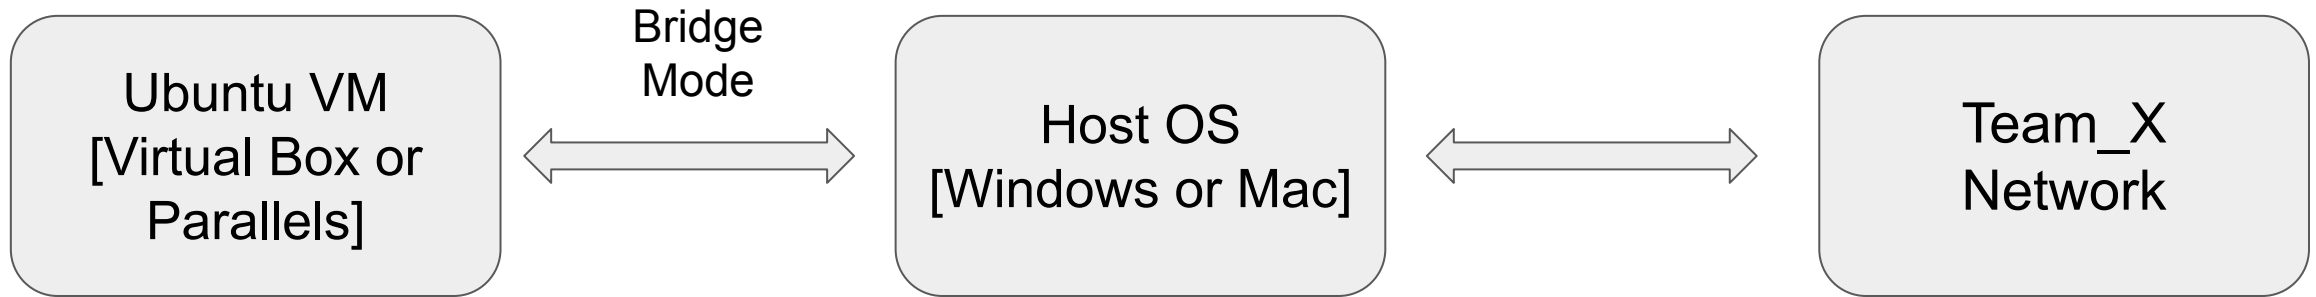 Ubuntu VM
[Virtual Box or
Parallels]
Bridge
Mode
Host OS
[Windows or Mac]
Team_X
Network